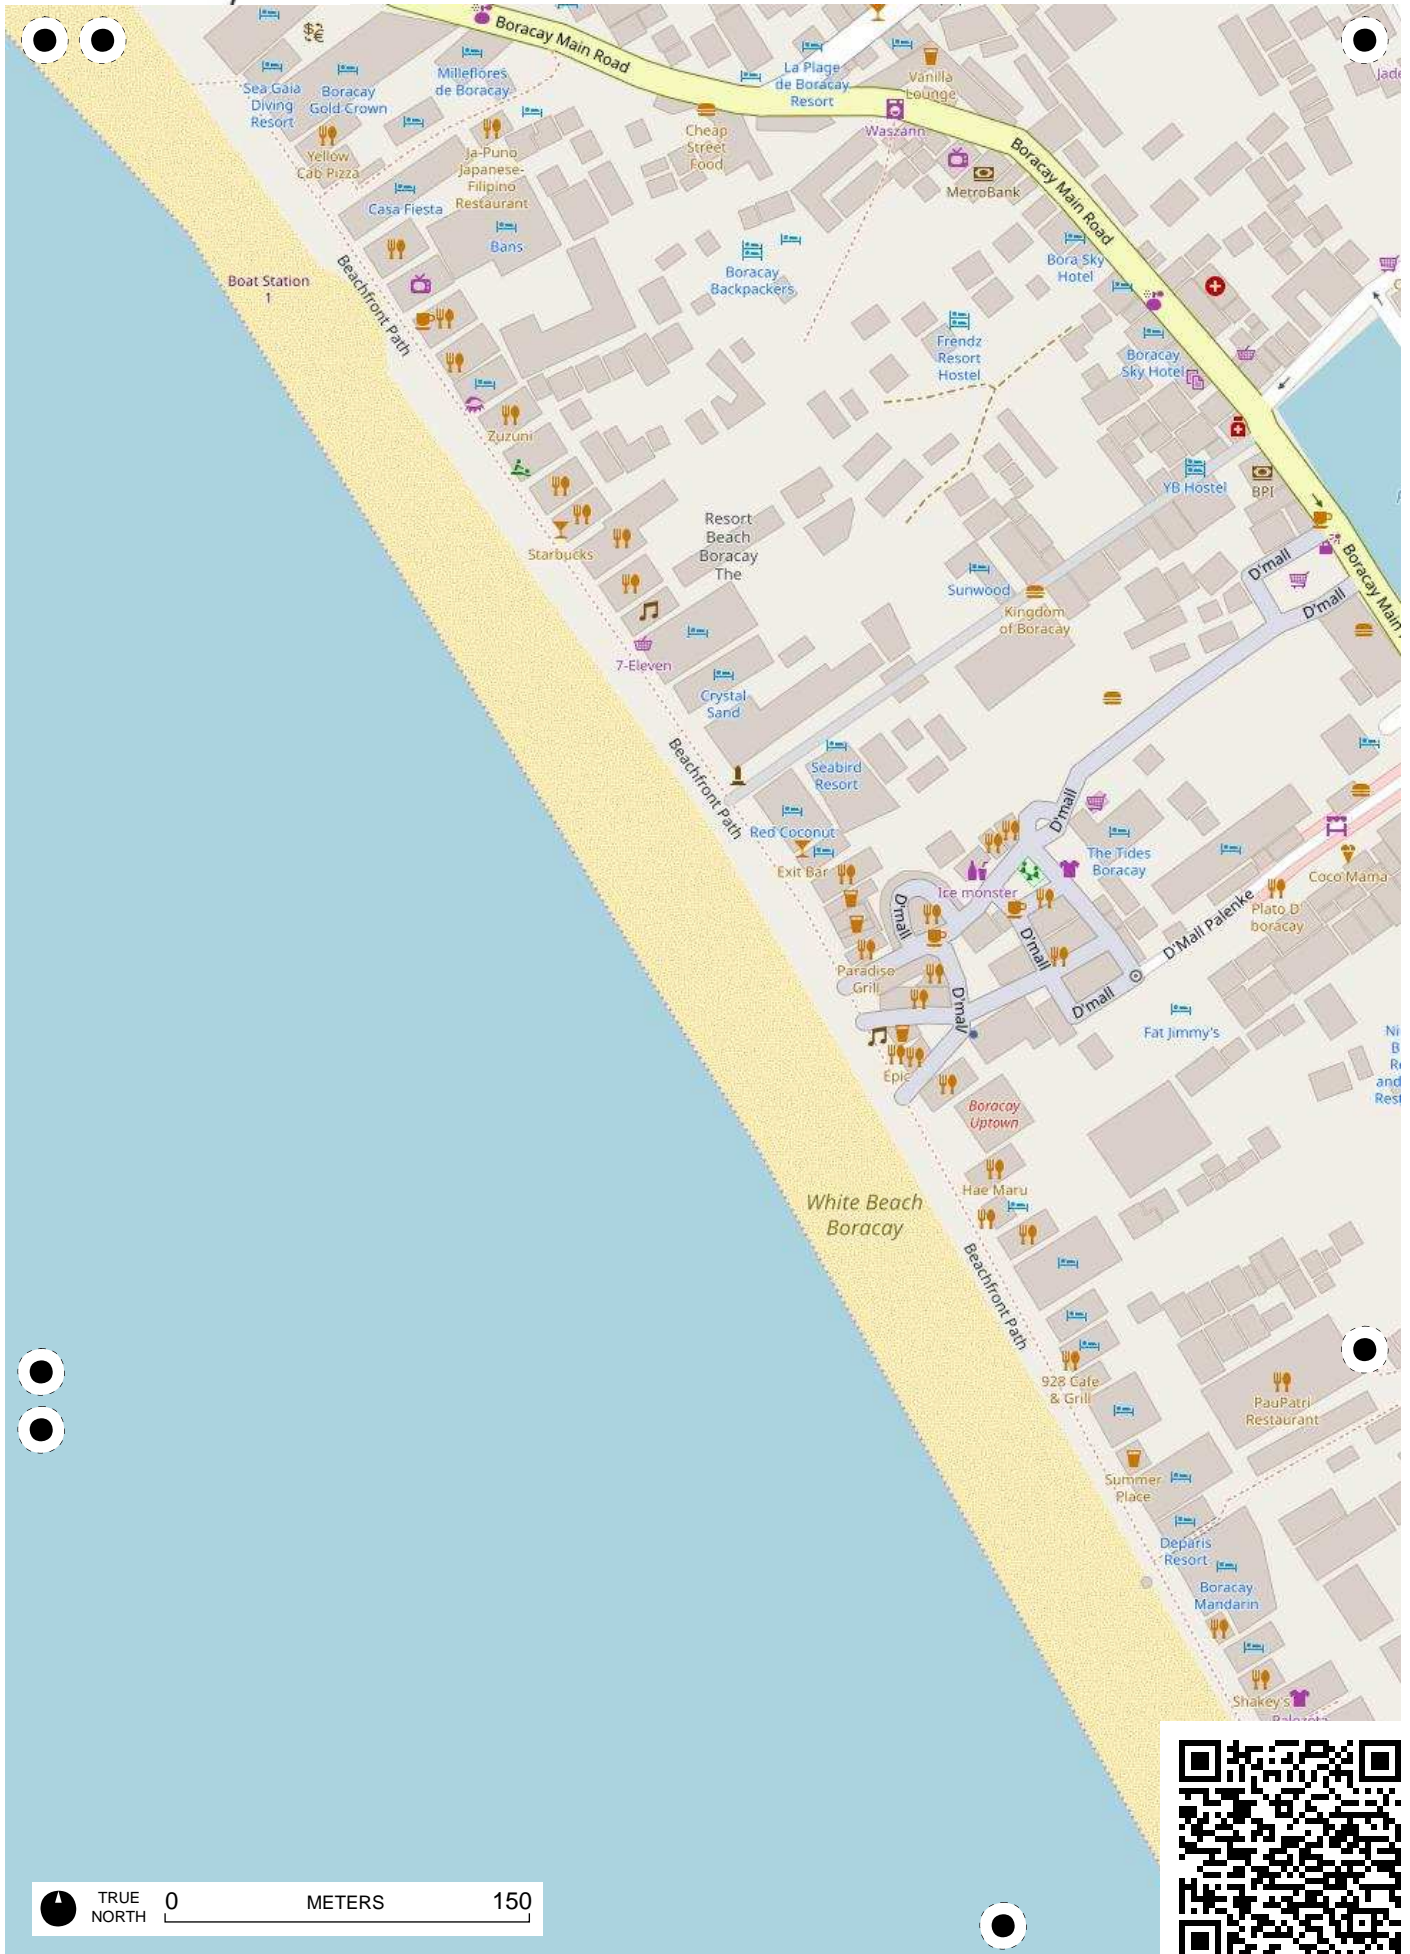 Boracay Main Road
Milleflores
de Boracay
La Plage
de Boracay
Resort
Vanilla
Lounge
Sea Gaia
Diving
Resort
Boracay
Gold Crown
Yellow
Cab Pizza
Ja-Puno
Japanese-
Filipino
Restaurant
Cheap
Street
Food
Waszann
MetroBank
Boracay Main Road
Casa Fiesta
Bans
Boat Station
1
Beachfront Path
Boracay
Backpackers
Bora Sky
Hotel
Frendz
Resort
Hostel
Boracay
Sky Hotel
Zuzuni
YB Hostel
BPI
Starbucks
Resort
Beach
Boracay
The
D'mall
Boracay Main
D'mall
Sunwood
Kingdom
of Boracay
7-Eleven
Crystal
Sand
Beachfront Path
Seabird
Resort
Red Coconut
Exit Bar
D'mall
The Tides
Boracay
Ice monster
Coco Mama
Plato D'
boracay
D'Mall Palenke
D'mall
D'mall
Paradiso
Grill
D'mall
D'mall
Fat Jimmy's
Epic
Boracay
Uptown
Hae Maru
White Beach
Boracay
Beachfront Path
928 Cafe
& Grill
PauPatri
Restaurant
Summer
Place
Deparis
Resort
Boracay
Mandarin
Shakey's
TRUE
NORTH
0 METERS 150